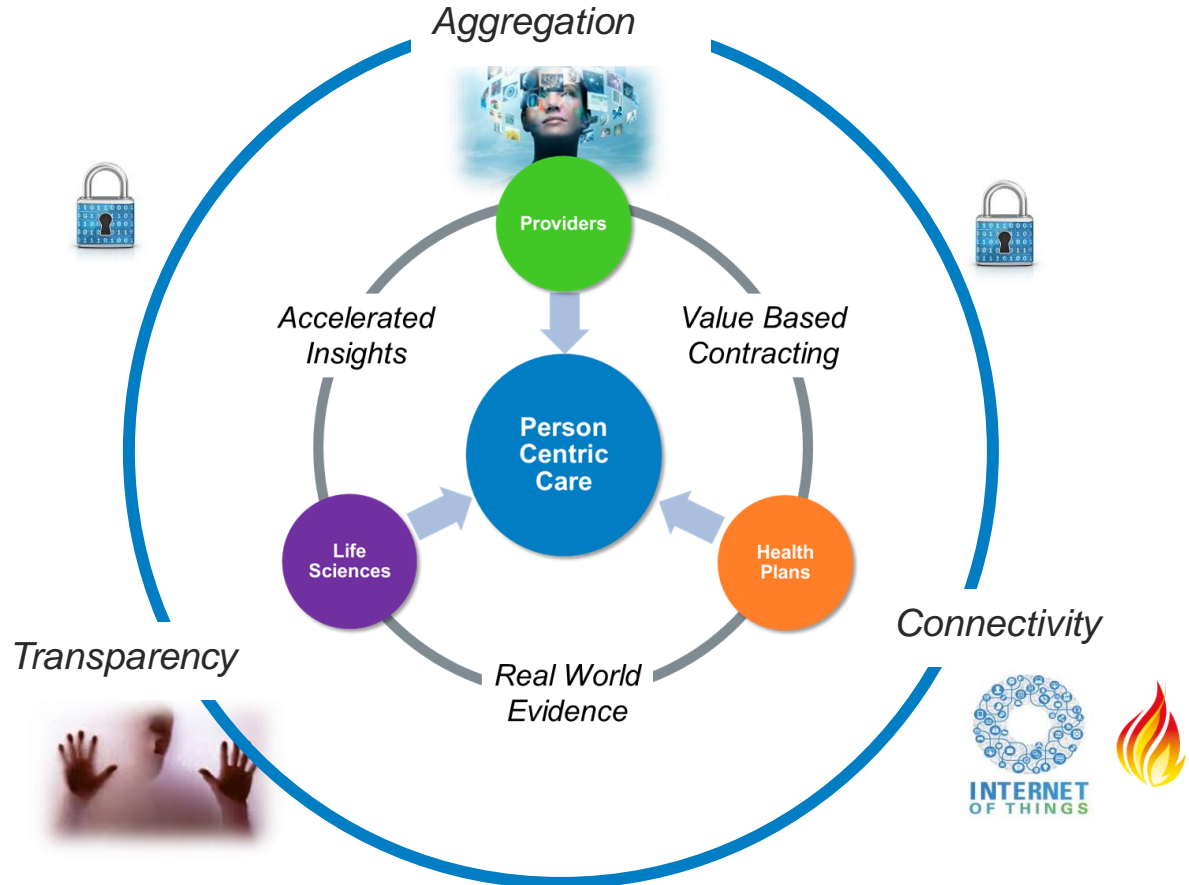 Aggregation
Providers
Accelerated
Insights
Value Based
Contracting
Person
Centric
Care
Life
Sciences
Health
Plans
Connectivity
Transparency
Real World
Evidence
INTERNET
OF THINGS